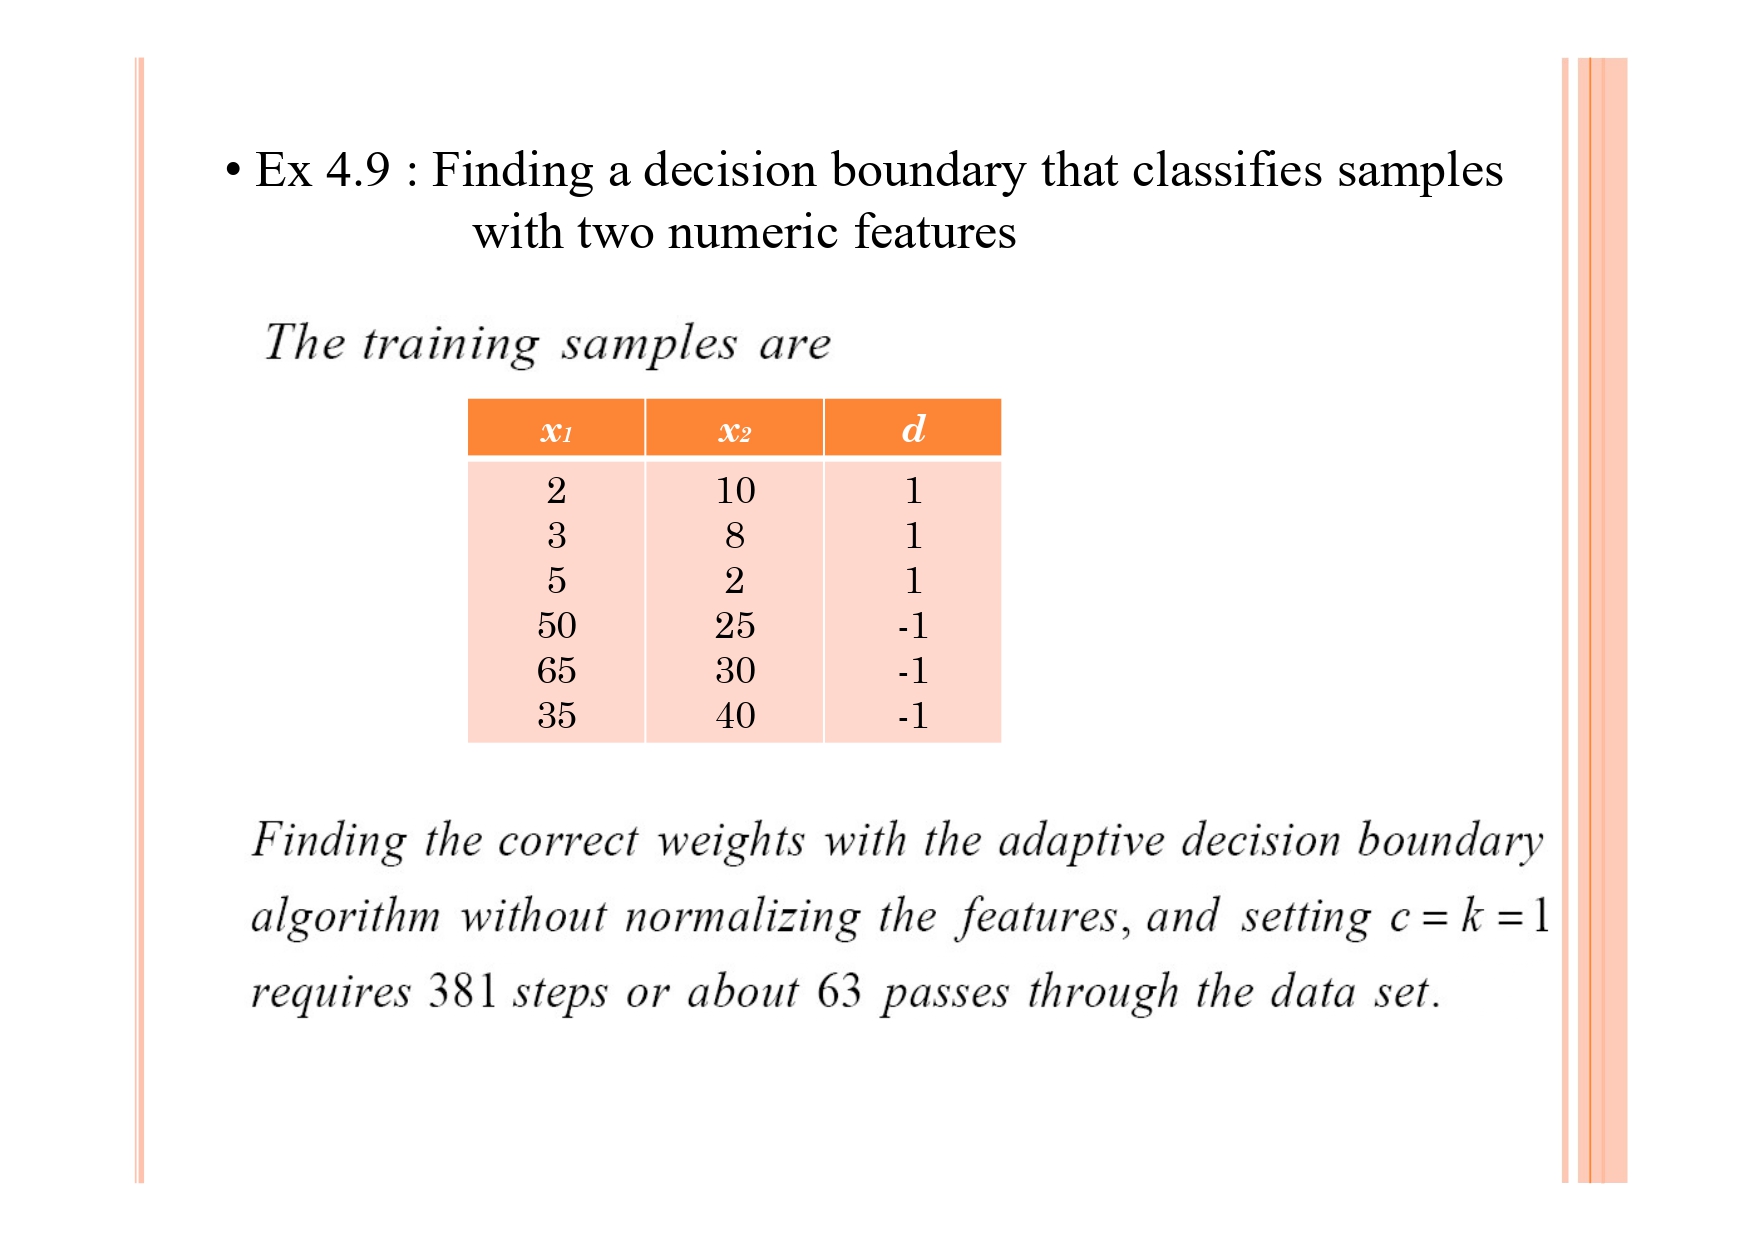 • Ex 4.9 : Finding a decision boundary that classifies samples
with two numeric features
The training samples are
x1 x2 d
2 10 1
3 8 1
5 2 1
50 25 -1
65 30 -1
35 40 -1
Finding the correct weights with the adaptive decision boundary
algorithm without normalizing the features, and setting c = k = 1
requires 381 steps or about 63 passes through the data set.